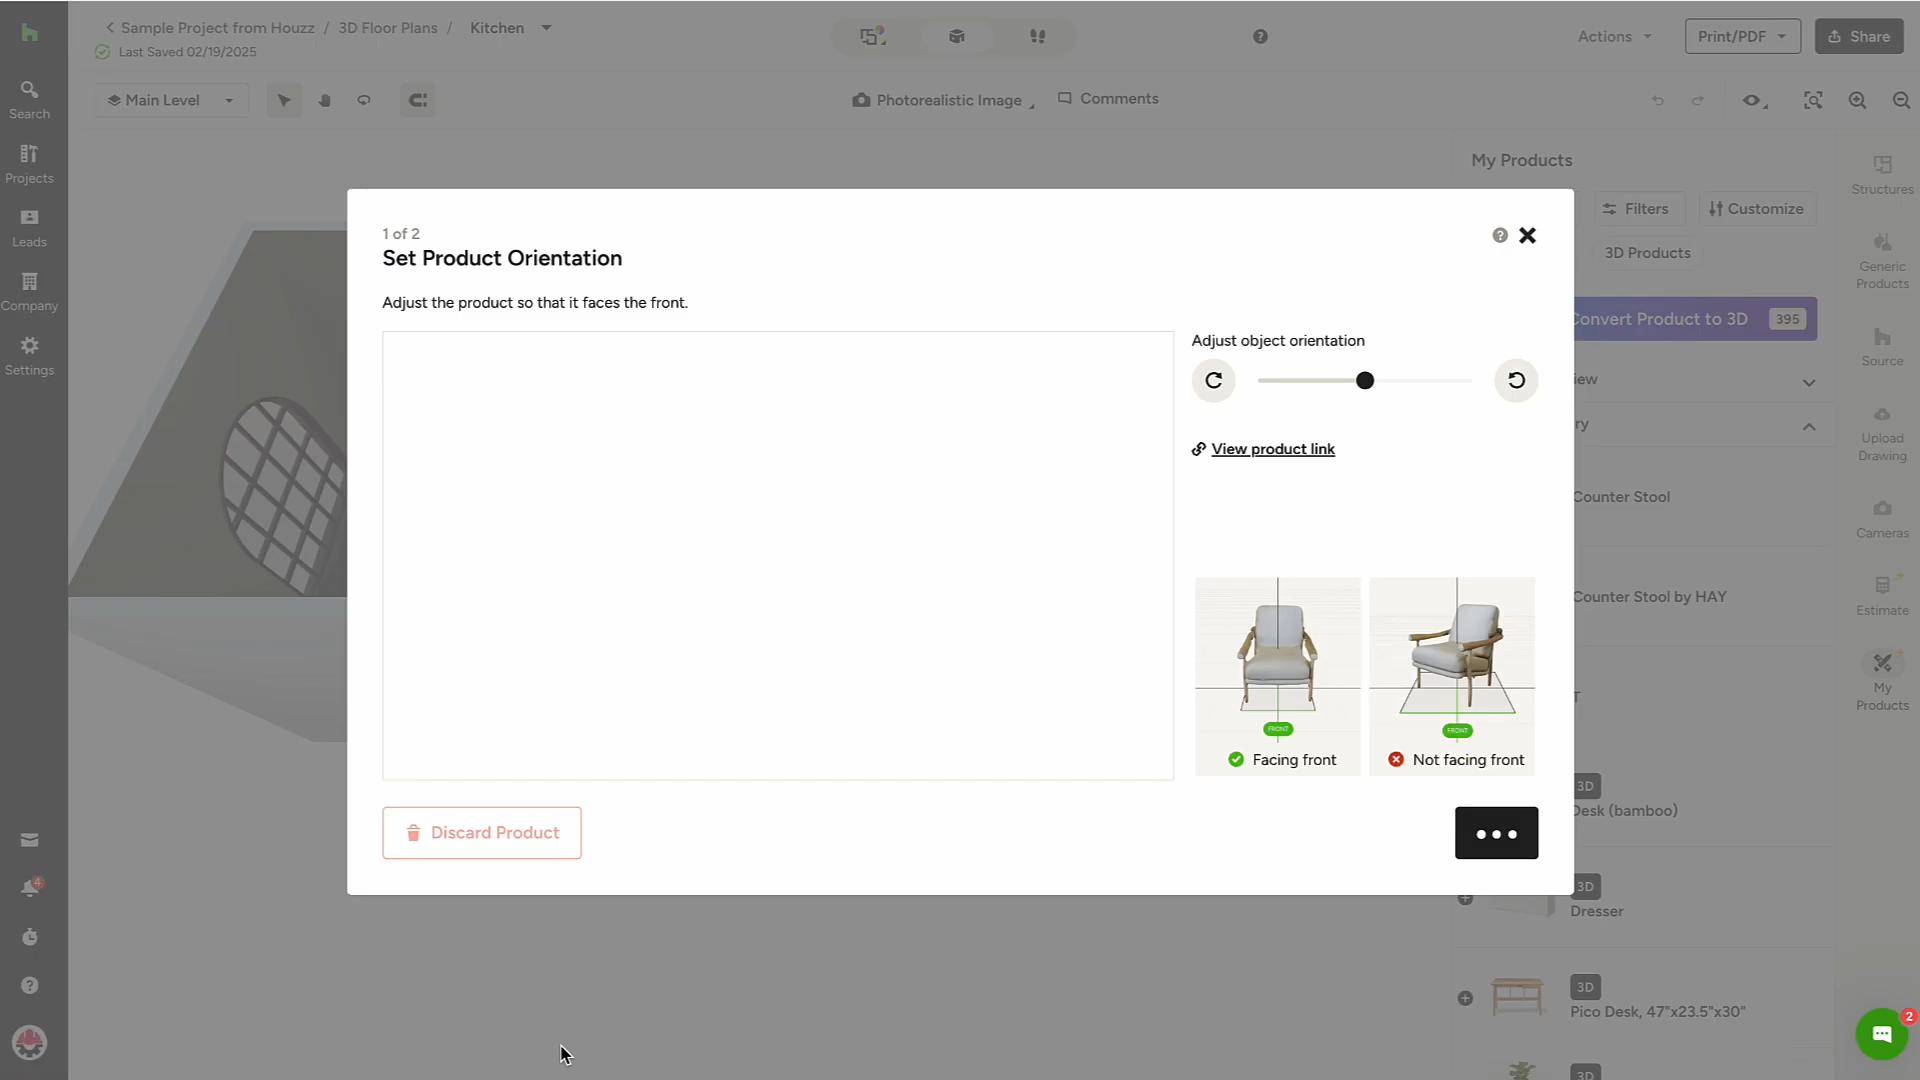 Sample Project from Houzz / 3D Floor Plans / Kitchen
Last Saved 02/19/2025
Actions
Print/PDF
Share
Main Level
Photorealistic Image
Comments
Search
Projects
Leads
Company
Settings
4
My Products
Filters
Customize
3D Products
Convert Product to 3D 395
iew
ry
Counter Stool
Counter Stool by HAY
T
3D
Desk (bamboo)
3D
Dresser
3D
Pico Desk, 47"x23.5"x30"
3D
Structures
Generic
Products
Source
Upload
Drawing
Cameras
Estimate
My
Products
2
1 of 2
Set Product Orientation
Adjust the product so that it faces the front.
Adjust object orientation
View product link
FRONT
Facing front
FRONT
Not facing front
Discard Product